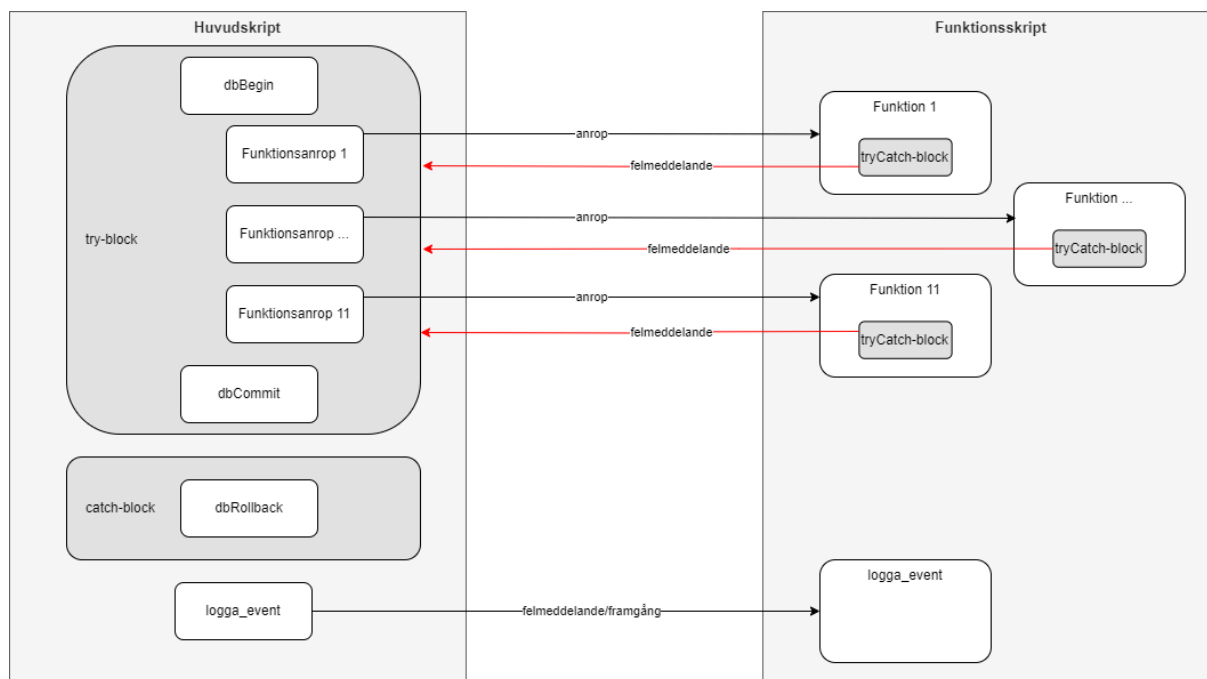 Huvudskript
Funktionsskript
dbBegin
Funktion 1
anrop
Funktionsanrop 1
tryCatch-block
felmeddelande
Funktion ...
anrop
Funktionsanrop ...
try-block
felmeddelande
tryCatch-block
Funktion 11
anrop
Funktionsanrop 11
felmeddelande
tryCatch-block
dbCommit
catch-block
dbRollback
logga_event
logga_event
felmeddelande/framgång